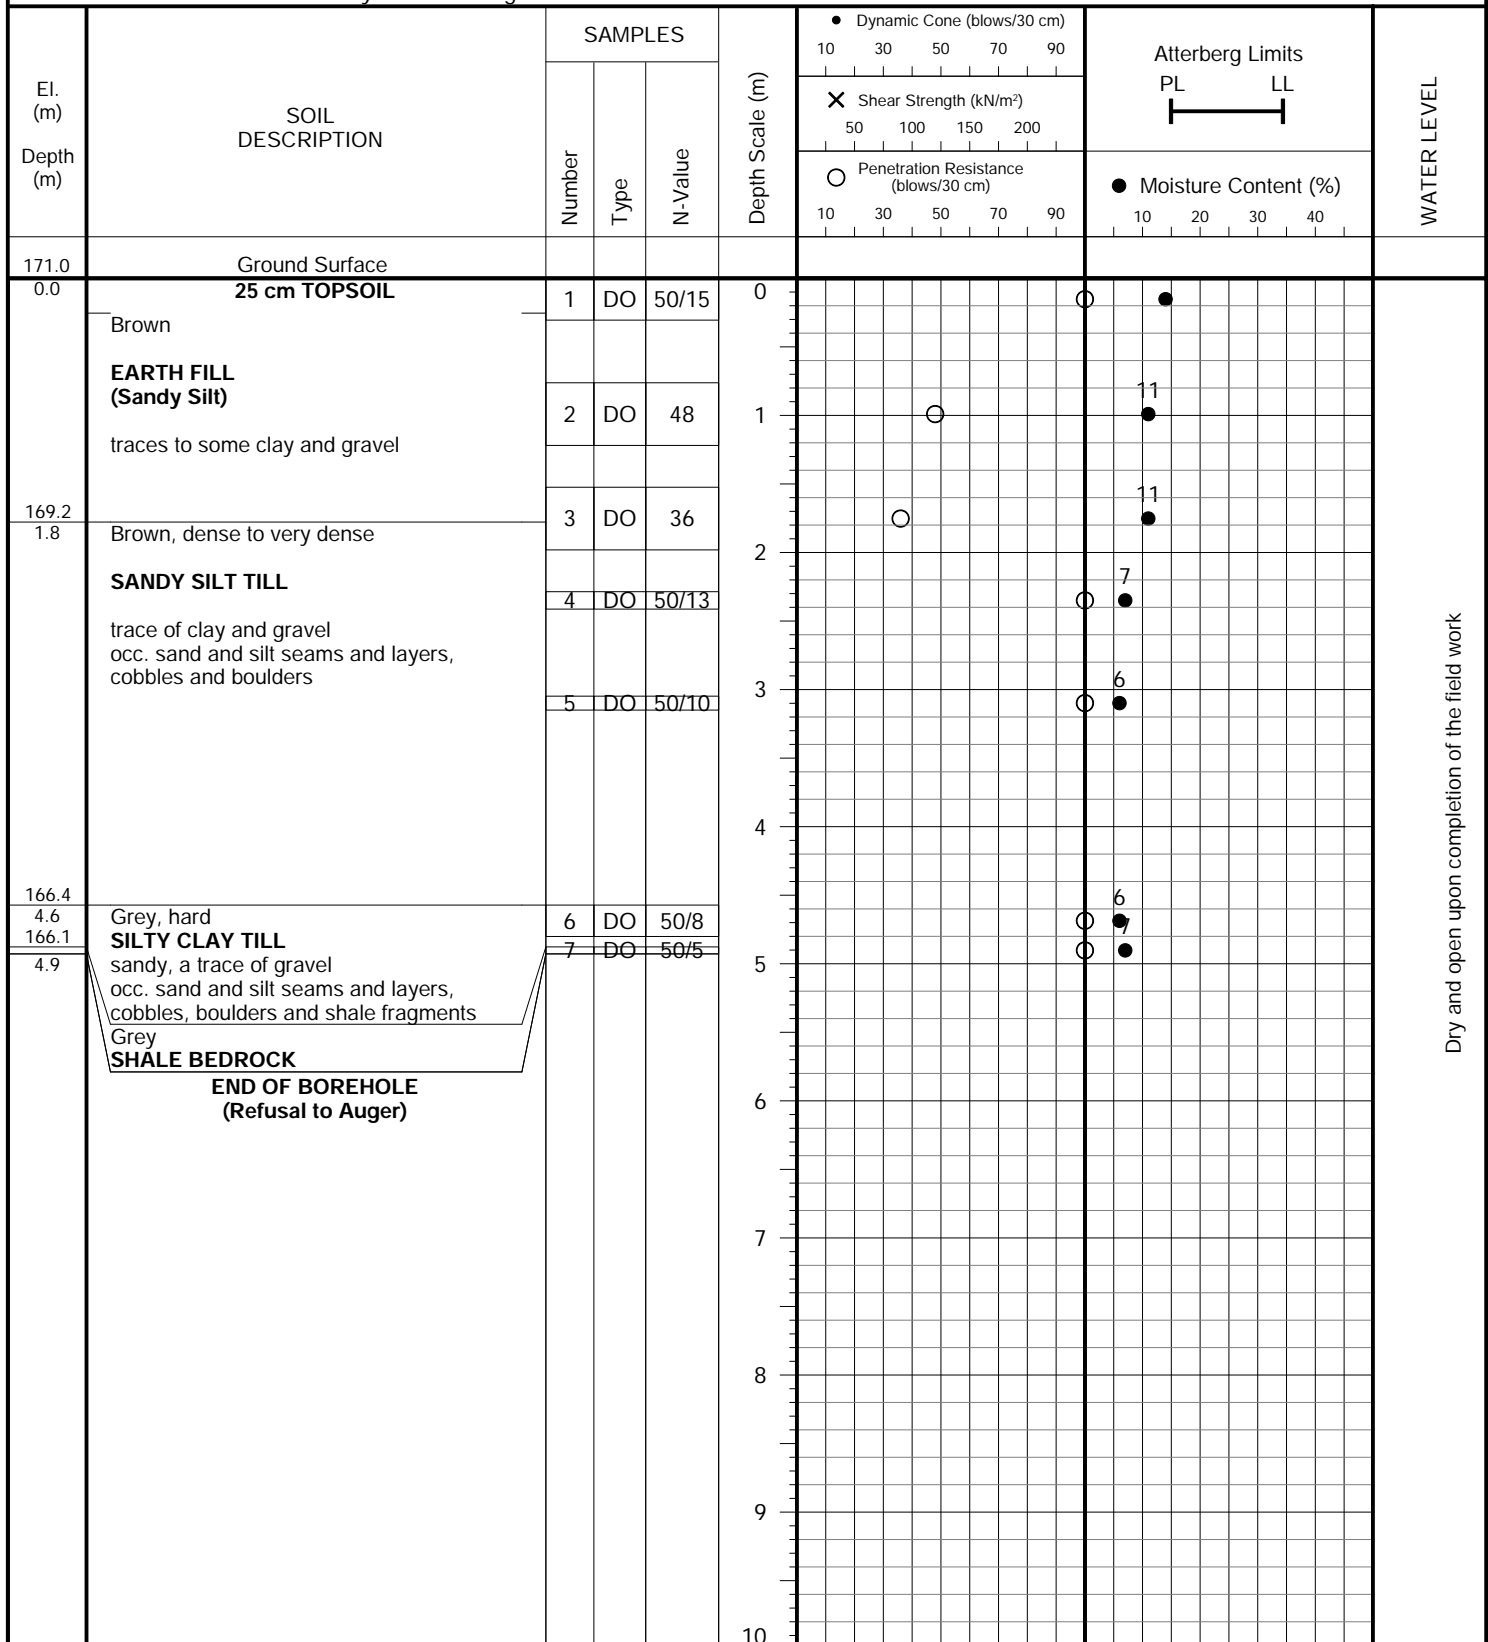 El.
(m)
Depth
(m)
SOIL
DESCRIPTION
SAMPLES
Number
Type
N-Value
Depth Scale (m)
● Dynamic Cone (blows/30 cm)
10 30 50 70 90
✕ Shear Strength (kN/m²)
50 100 150 200
○ Penetration Resistance
(blows/30 cm)
10 30 50 70 90
Atterberg Limits
PL LL
● Moisture Content (%)
10 20 30 40
WATER LEVEL
171.0 Ground Surface
0.0 25 cm TOPSOIL 1 DO 50/15 0
Brown
EARTH FILL
(Sandy Silt)
11
2 DO 48 1
traces to some clay and gravel
11
169.2 3 DO 36
1.8 Brown, dense to very dense
2
SANDY SILT TILL 7
4 DO 50/13
trace of clay and gravel
occ. sand and silt seams and layers,
cobbles and boulders 6
3
5 DO 50/10
4
166.4 6
4.6 Grey, hard 6 DO 50/8
166.1 SILTY CLAY TILL 7
7 DO 50/5
4.9 sandy, a trace of gravel 5
occ. sand and silt seams and layers,
cobbles, boulders and shale fragments
Grey
SHALE BEDROCK
END OF BOREHOLE
(Refusal to Auger)
6
7
8
9
10
Dry and open upon completion of the field work